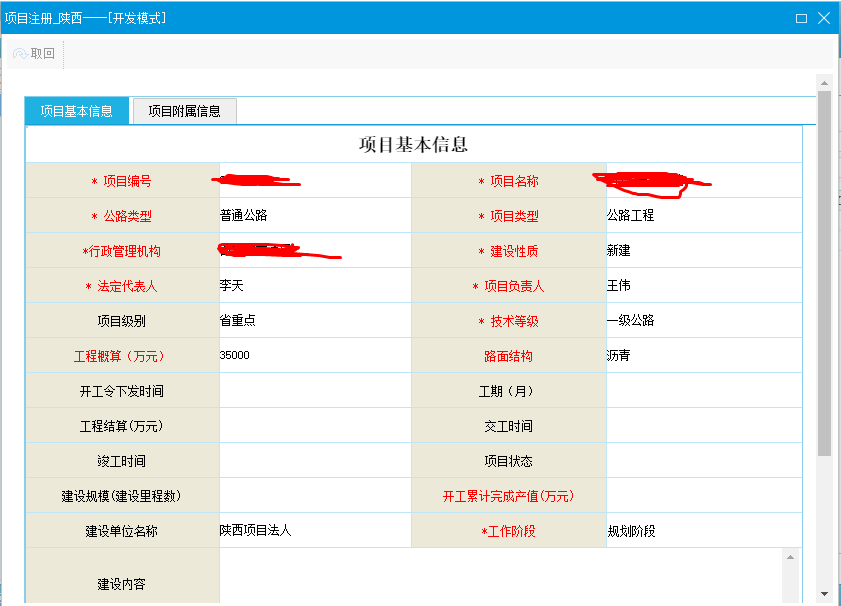 项目注册_陕西——[开发模式]
取回
项目基本信息 项目附属信息
项目基本信息
* 项目编号 * 项目名称
* 公路类型 普通公路 * 项目类型 公路工程
*行政管理机构 * 建设性质 新建
* 法定代表人 李天 * 项目负责人 王伟
项目级别 省重点 * 技术等级 一级公路
工程概算（万元） 35000 路面结构 沥青
开工令下发时间 工期（月）
工程结算(万元) 交工时间
竣工时间 项目状态
建设规模(建设里程数) 开工累计完成产值(万元)
建设单位名称 陕西项目法人 *工作阶段 规划阶段
建设内容